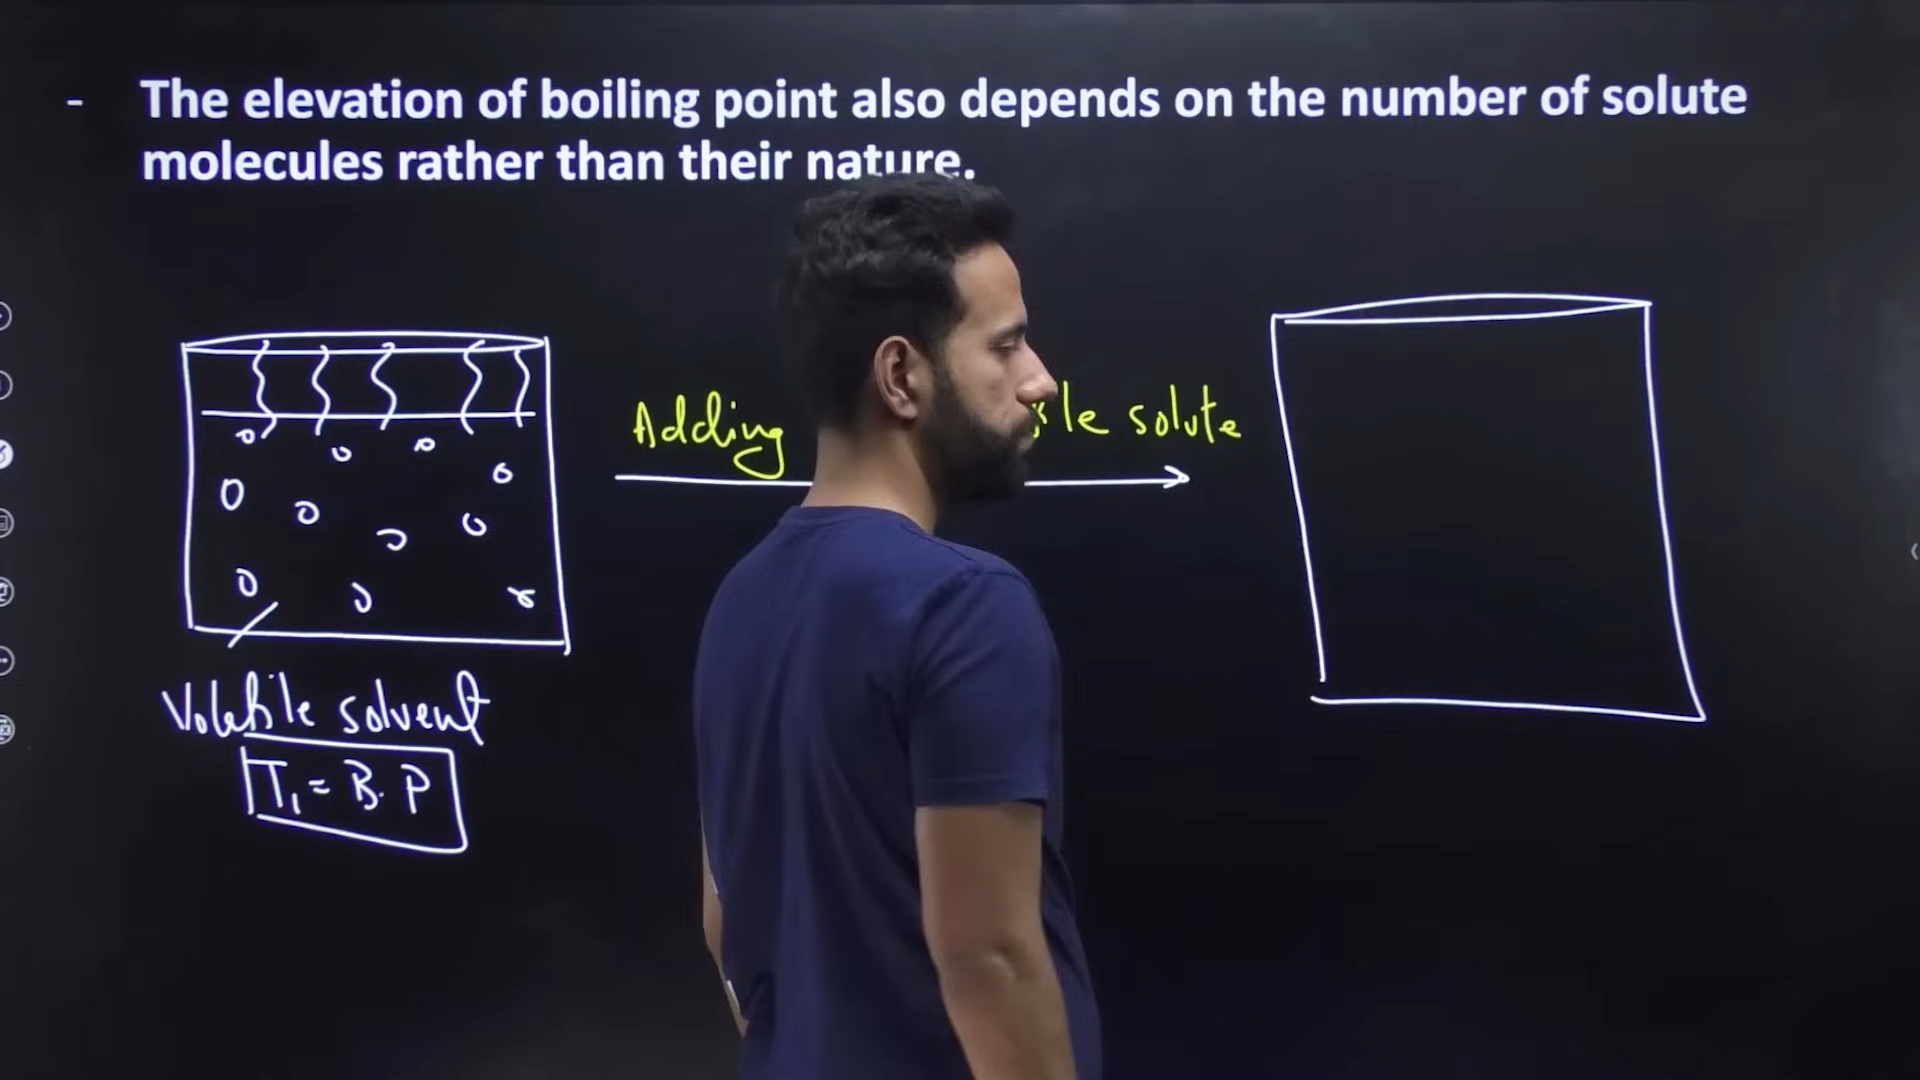 - The elevation of boiling point also depends on the number of solute
molecules rather than their nature.
Adding
le solute
Volatile solvent
T₁ = B. P